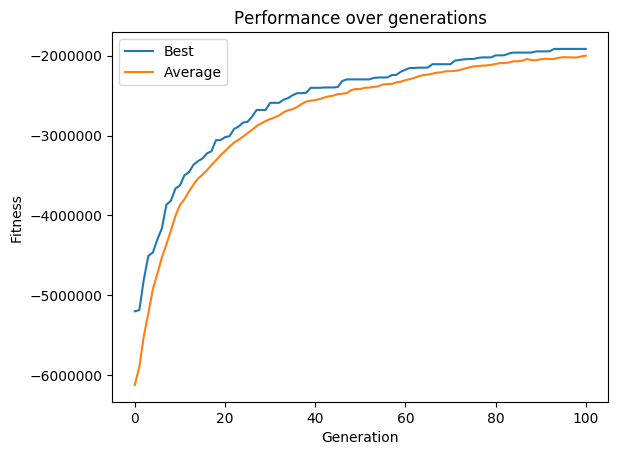 Performance over generations
Best
Average
−2000000
−3000000
−4000000
−5000000
−6000000
Fitness
0
20
40
60
80
100
Generation